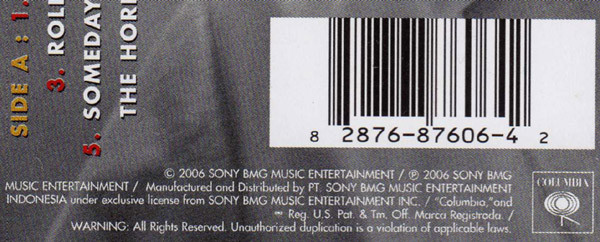 SIDE A : 1.
3. ROLL
5. SOMEDAY
THE HORI
8 2876-87606-4 2
© 2006 SONY BMG MUSIC ENTERTAINMENT / ℗ 2006 SONY BMG
MUSIC ENTERTAINMENT / Manufactured and Distributed by PT. SONY BMG MUSIC ENTERTAINMENT
INDONESIA under exclusive license from SONY BMG MUSIC ENTERTAINMENT INC. / "Columbia,"and
™ Reg. U.S. Pat. & Tm. Off. Marca Registrada. /
WARNING: All Rights Reserved. Unauthorized duplication is a violation of applicable laws.
COLUMBIA